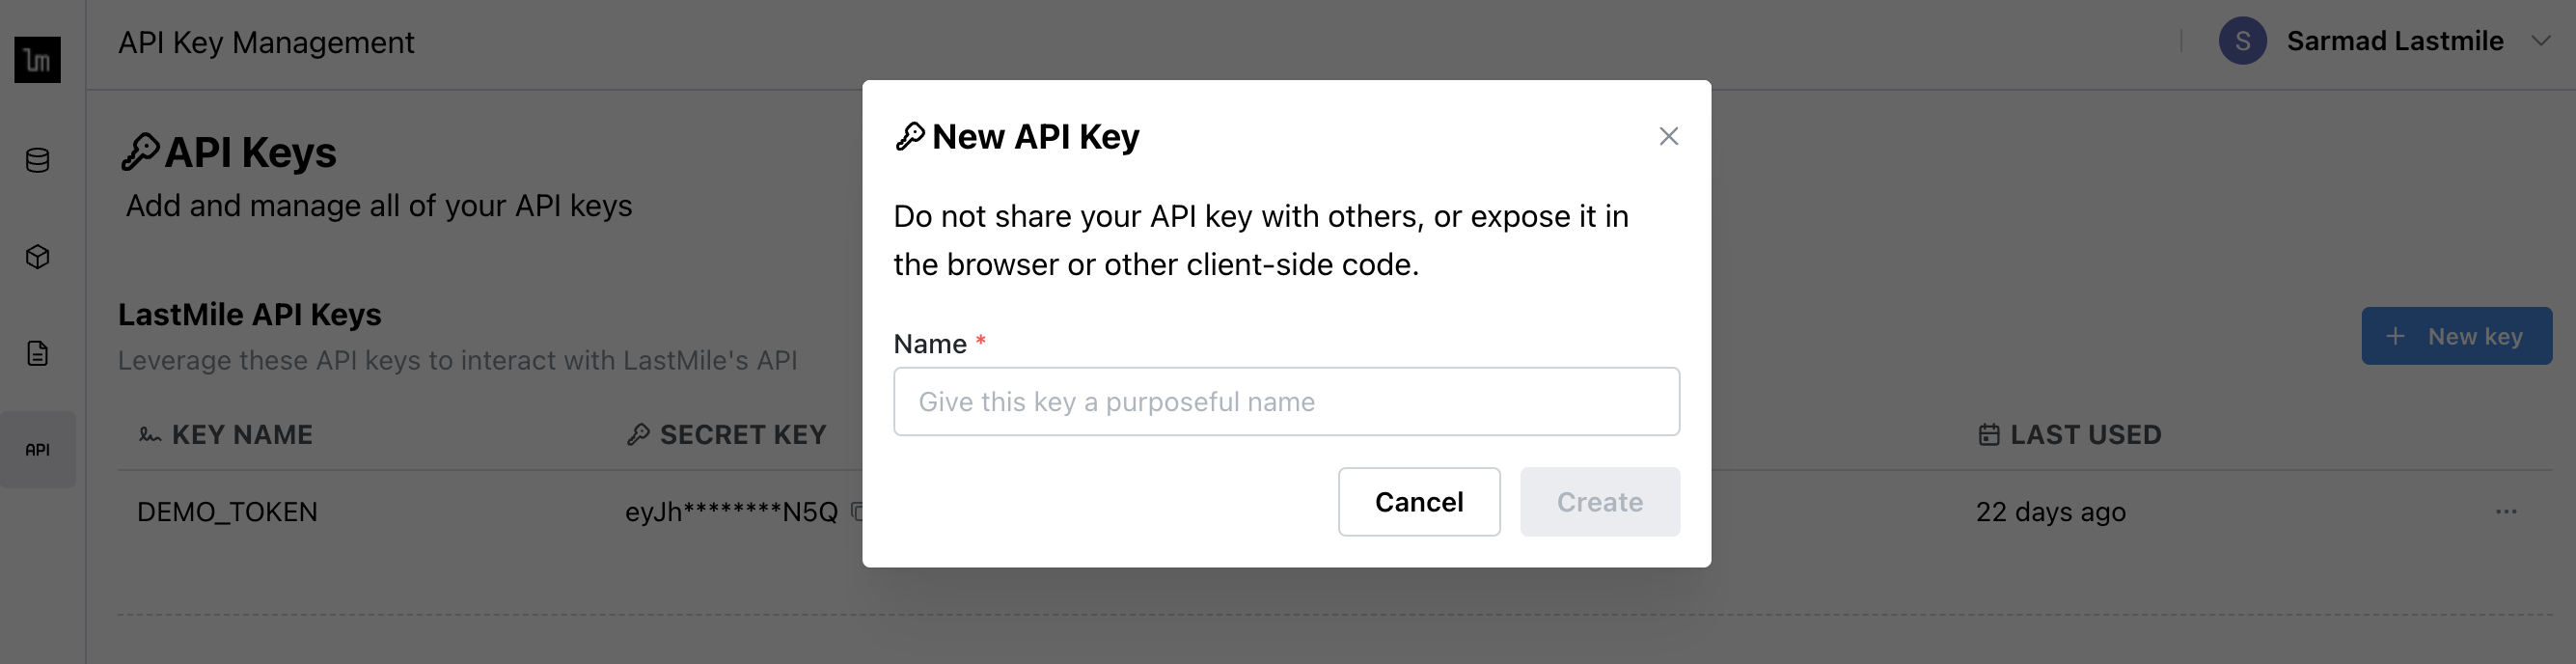 lm
API Key Management
S Sarmad Lastmile
API Keys
Add and manage all of your API keys
LastMile API Keys
Leverage these API keys to interact with LastMile's API
+ New key
KEY NAME SECRET KEY LAST USED
API
DEMO_TOKEN eyJh********N5Q 22 days ago ...
New API Key
Do not share your API key with others, or expose it in
the browser or other client-side code.
Name *
Give this key a purposeful name
Cancel Create